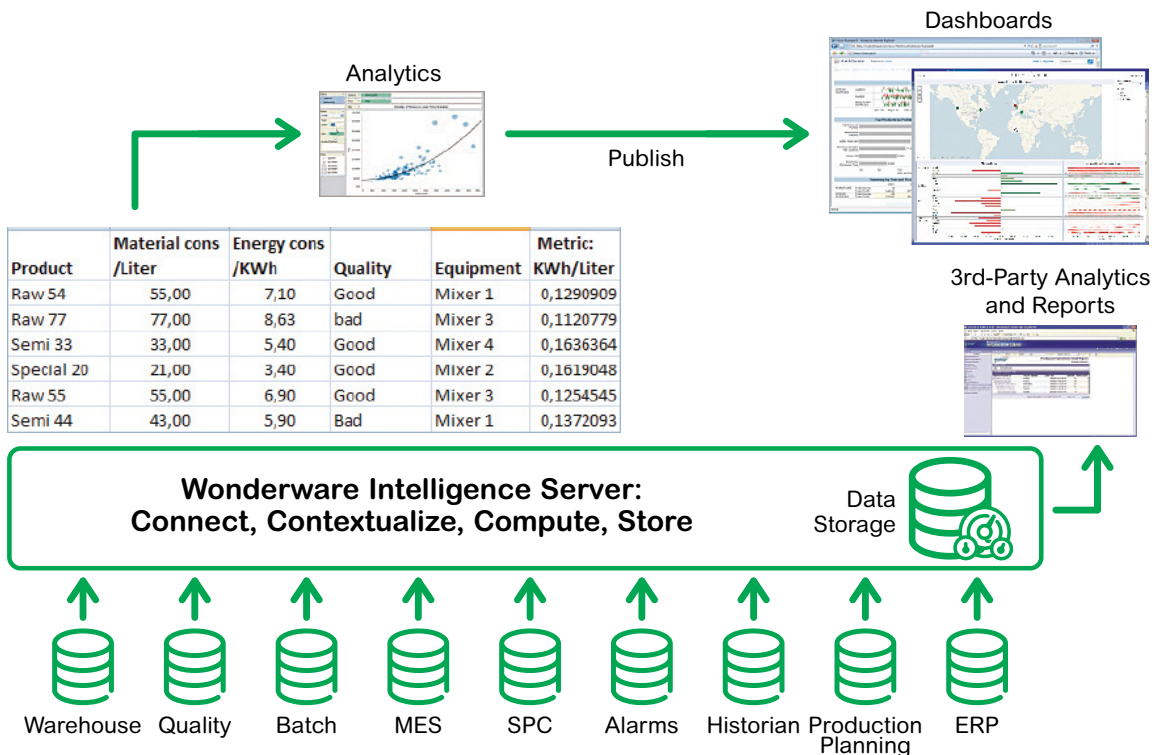 Dashboards
Analytics
Publish
Material cons Energy cons Metric:
Product /Liter /KWh Quality Equipment KWh/Liter
Raw 54 55,00 7,10 Good Mixer 1 0,1290909
Raw 77 77,00 8,63 bad Mixer 3 0,1120779
Semi 33 33,00 5,40 Good Mixer 4 0,1636364
Special 20 21,00 3,40 Good Mixer 2 0,1619048
Raw 55 55,00 6,90 Good Mixer 3 0,1254545
Semi 44 43,00 5,90 Bad Mixer 1 0,1372093
3rd-Party Analytics
and Reports
Wonderware Intelligence Server:
Connect, Contextualize, Compute, Store
Data
Storage
Warehouse Quality Batch MES SPC Alarms Historian Production ERP
Planning